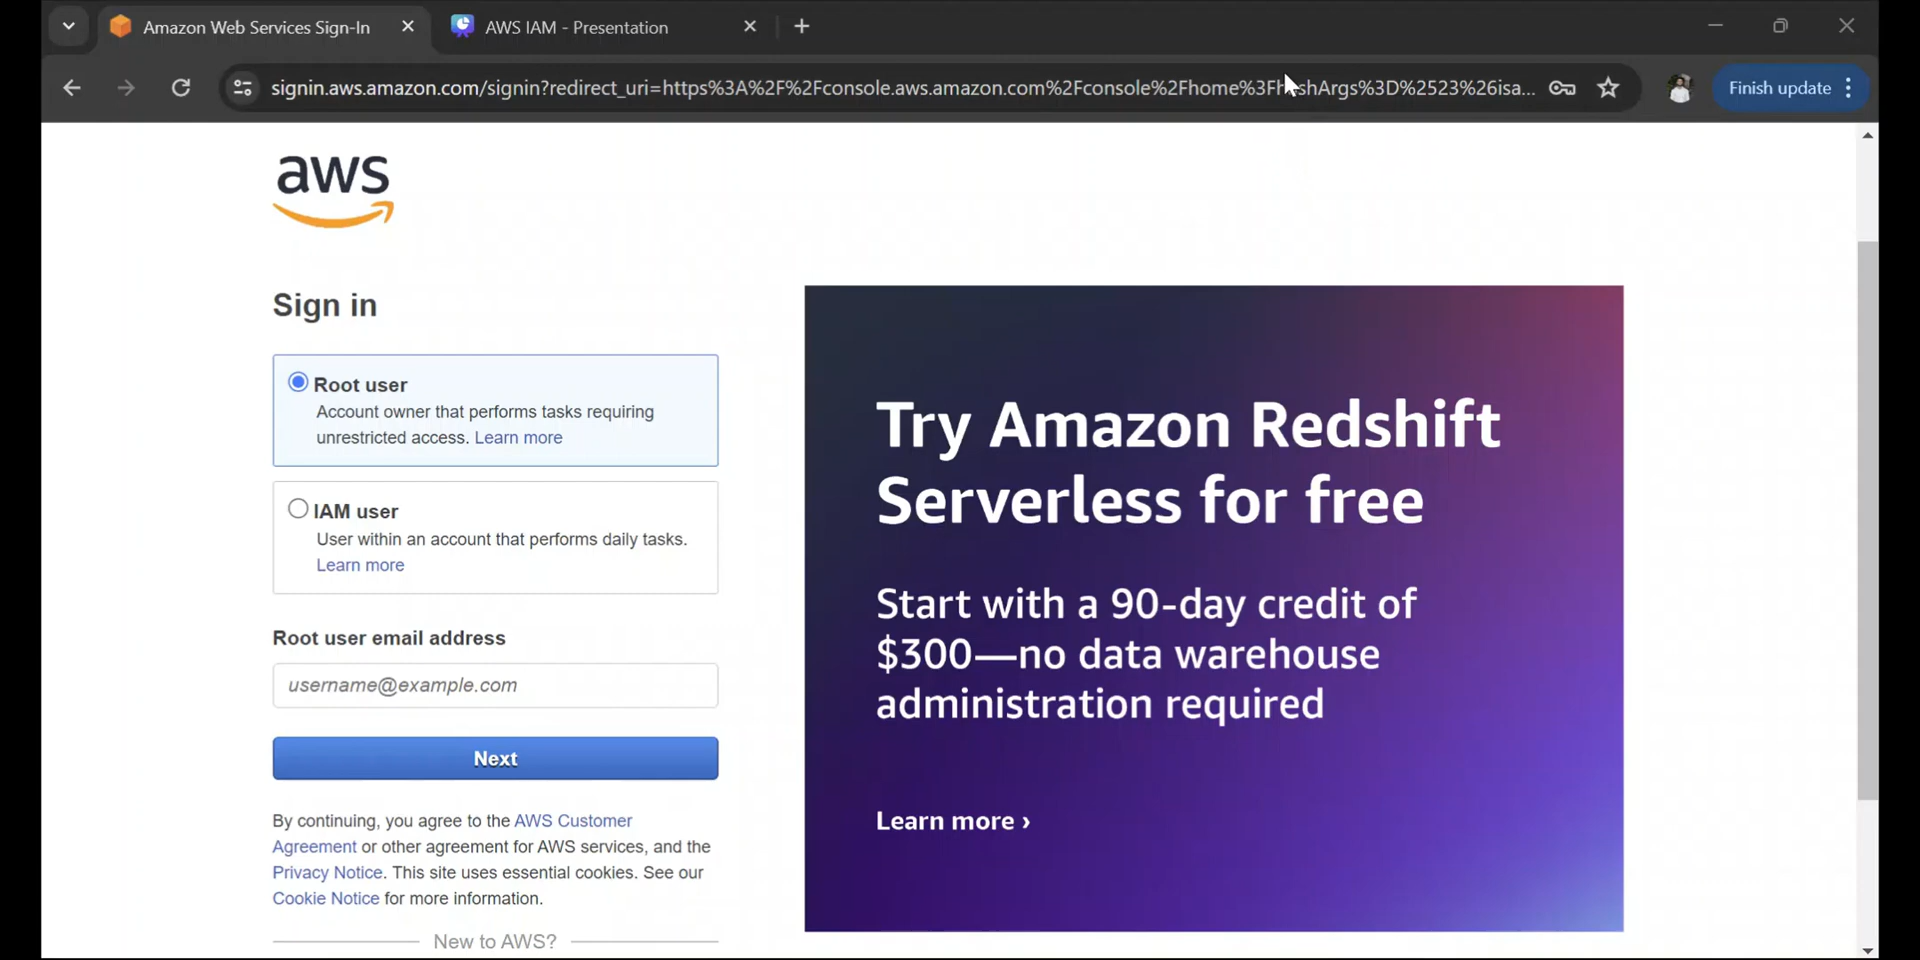 Amazon Web Services Sign-In
AWS IAM - Presentation
signin.aws.amazon.com/signin?redirect_uri=https%3A%2F%2Fconsole.aws.amazon.com%2Fconsole%2Fhome%3FhashArgs%3D%2523%26isa...
Finish update
aws
Sign in
Root user
Account owner that performs tasks requiring
unrestricted access. Learn more
IAM user
User within an account that performs daily tasks.
Learn more
Root user email address
username@example.com
Next
By continuing, you agree to the AWS Customer
Agreement or other agreement for AWS services, and the
Privacy Notice. This site uses essential cookies. See our
Cookie Notice for more information.
New to AWS?
Try Amazon Redshift
Serverless for free
Start with a 90-day credit of
$300—no data warehouse
administration required
Learn more ›